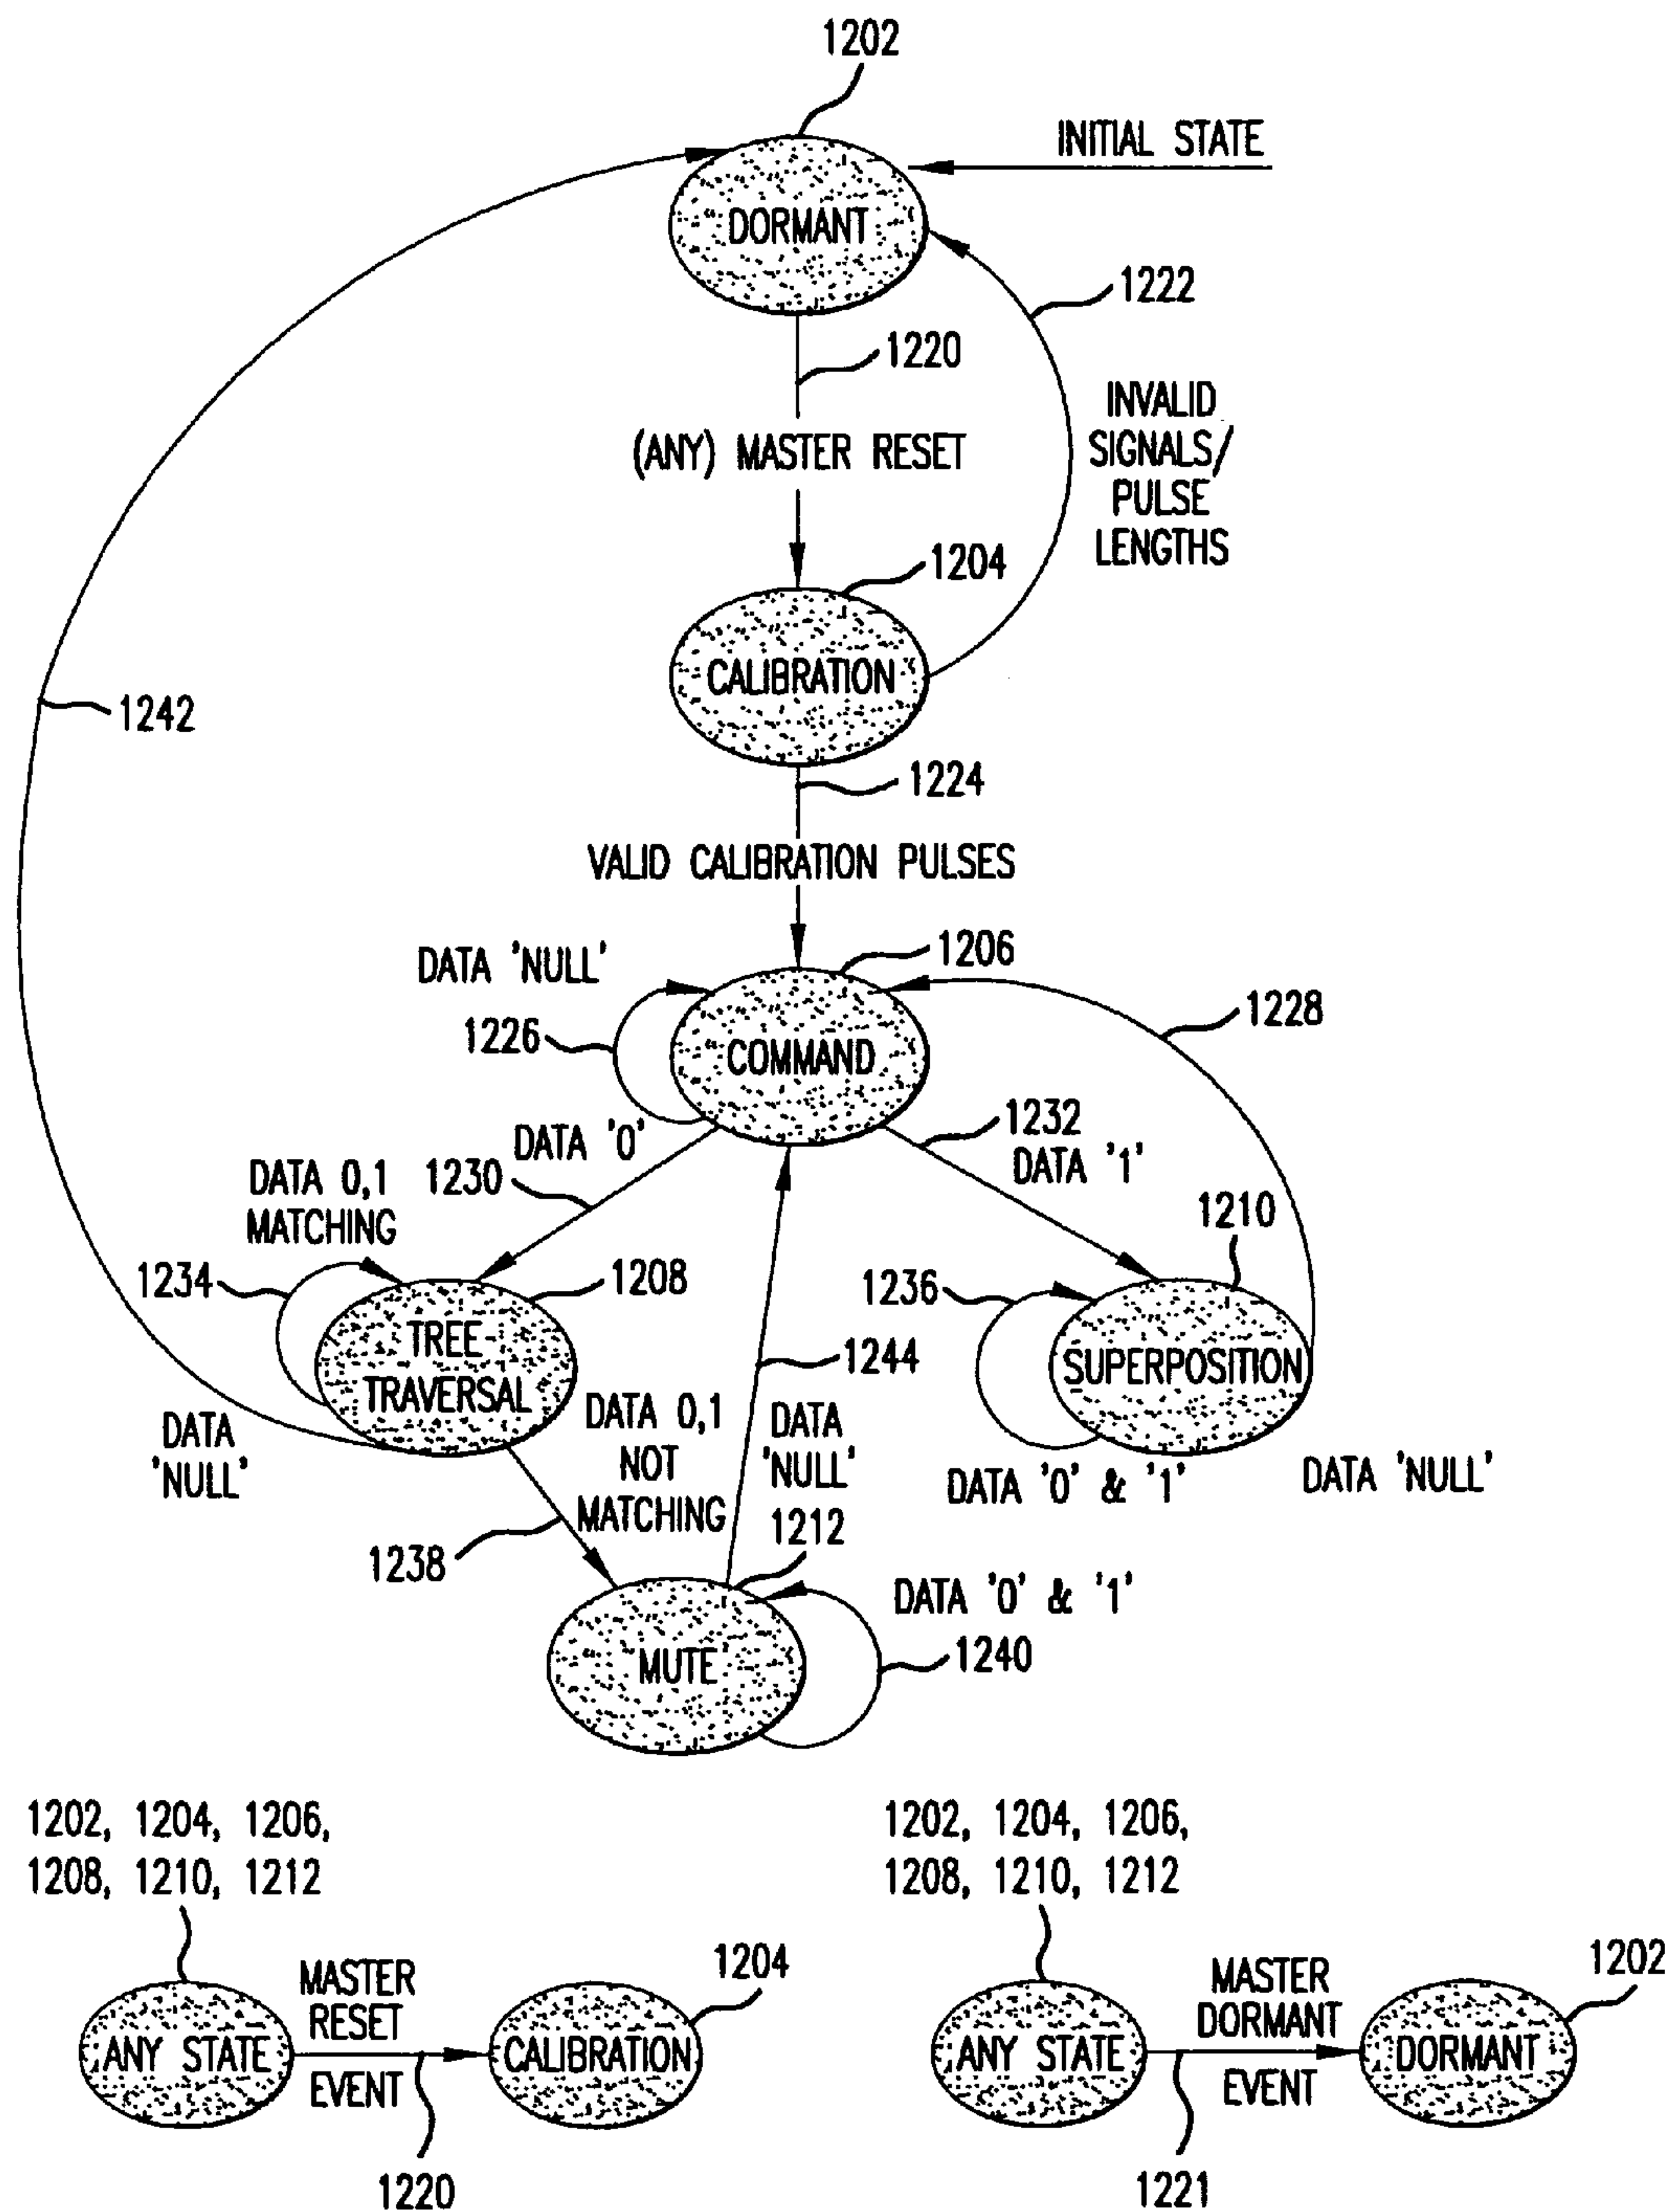 1202
INITIAL STATE
DORMANT
1222
1220
INVALID
SIGNALS/
PULSE
LENGTHS
(ANY) MASTER RESET
1204
CALIBRATION
1242
1224
VALID CALIBRATION PULSES
DATA 'NULL'
1206
1226
COMMAND
1228
DATA '0'
1232
DATA '1'
DATA 0,1
MATCHING
1230
1210
1234
1208
1236
TREE-
TRAVERSAL
1244
SUPERPOSITION
DATA
'NULL'
DATA 0,1
NOT
MATCHING
DATA
'NULL'
1212
DATA '0' & '1'
DATA 'NULL'
1238
DATA '0' & '1'
MUTE
1240
1202, 1204, 1206,
1208, 1210, 1212
ANY STATE
MASTER
RESET
EVENT
1220
1204
CALIBRATION
1202, 1204, 1206,
1208, 1210, 1212
ANY STATE
MASTER
DORMANT
EVENT
1221
1202
DORMANT